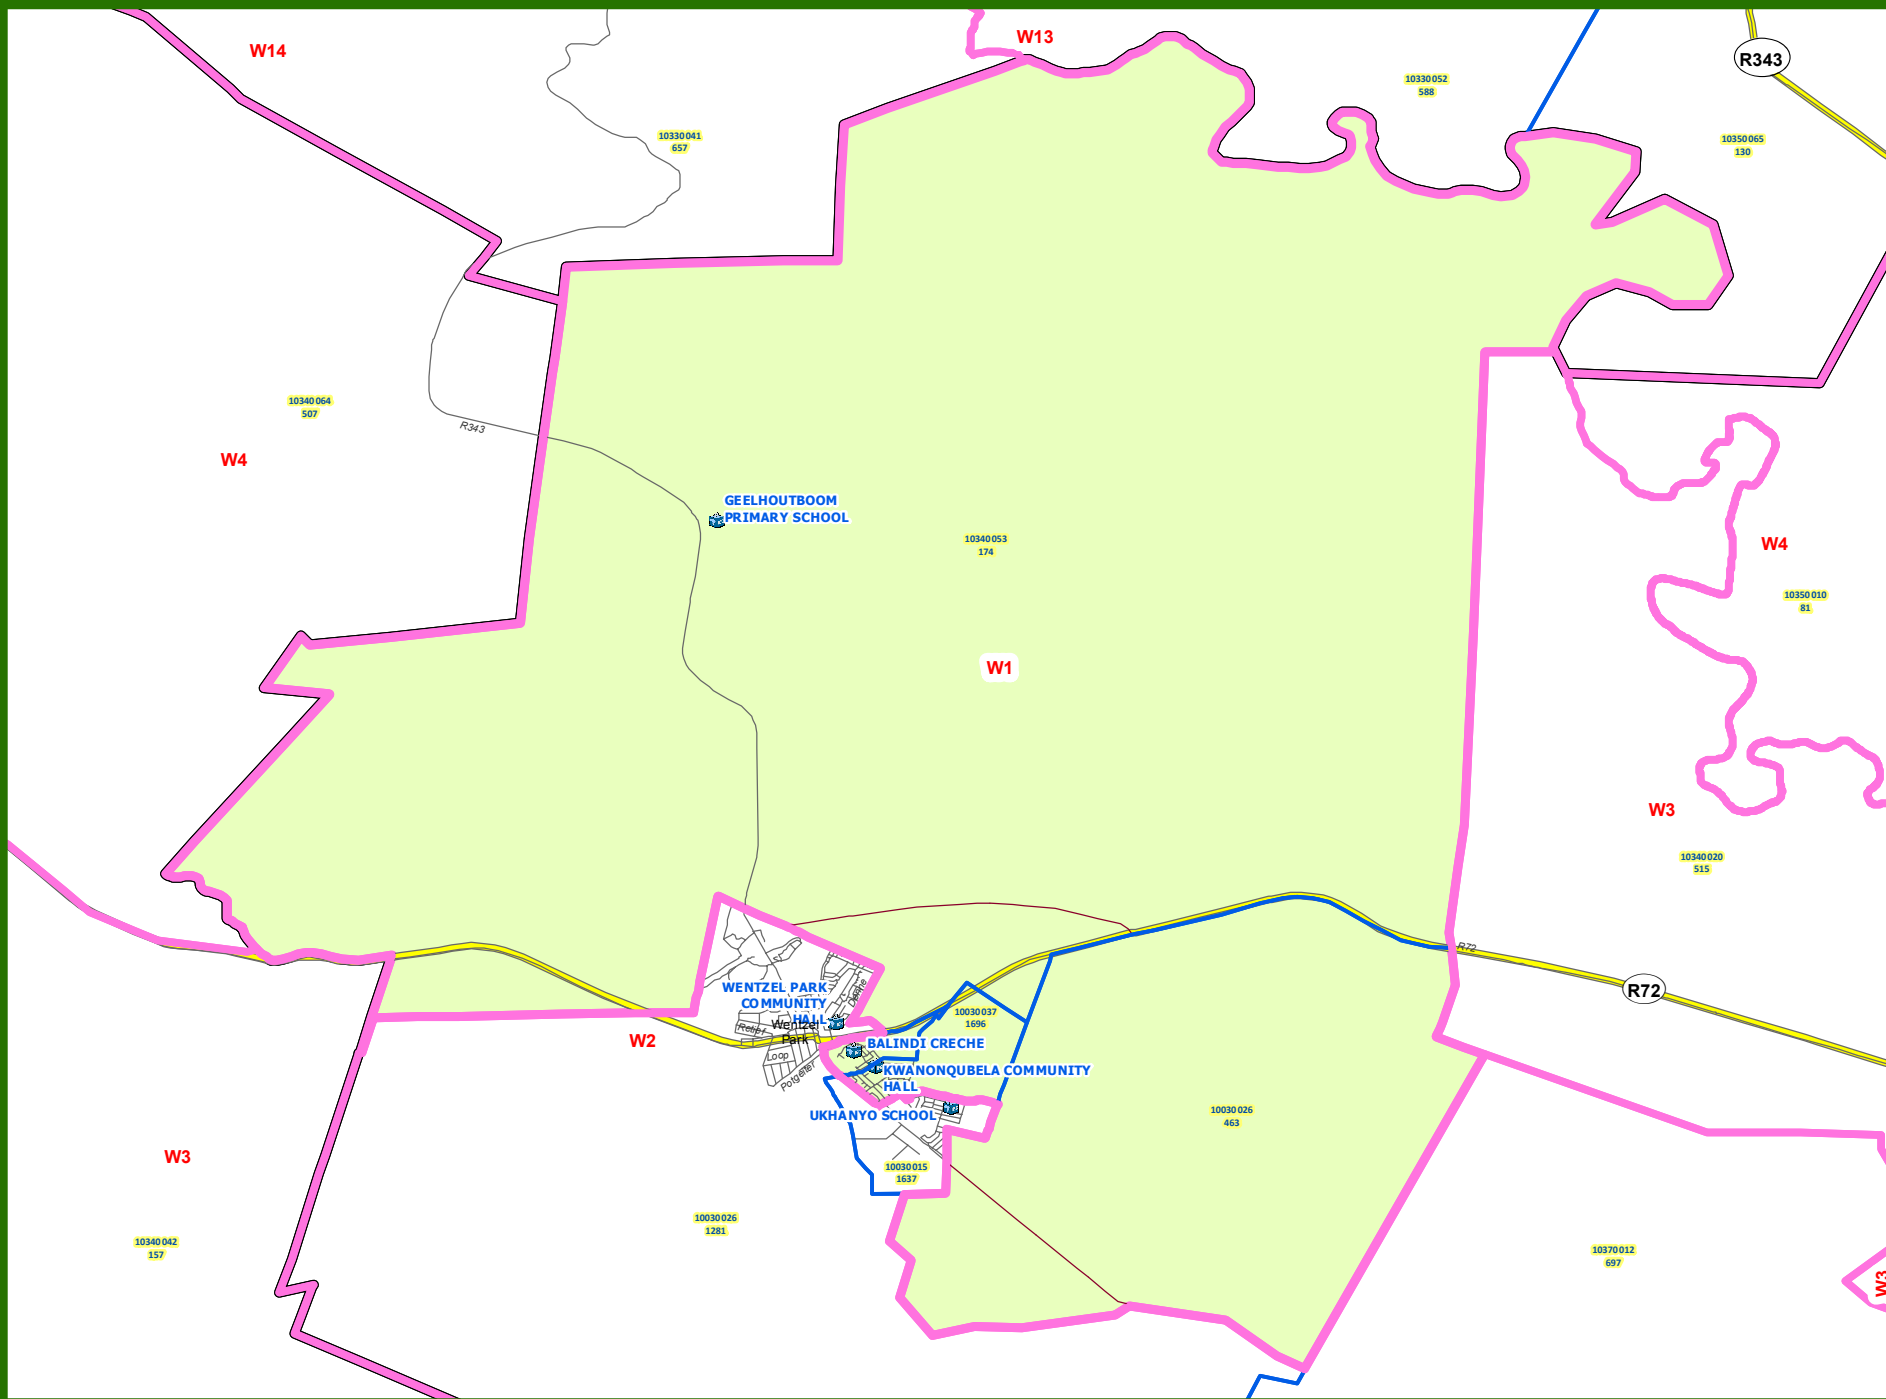 W14
W13
R343
10330052
588
10330041
657
10350065
130
10340064
507
R343
W4
GEELHOUTBOOM
PRIMARY SCHOOL
10340053
174
W4
10350010
81
W1
W3
10340020
515
R72
R72
WENTZEL PARK
COMMUNITY
HALL
Wentzel
Park
Relief
Loop
Potgieter
10030037
1696
W2
BALINDI CRECHE
KWANONQUBELA COMMUNITY
HALL
UKHANYO SCHOOL
10030026
463
W3
10030015
1637
10030026
1281
10340042
157
10370012
697
W3